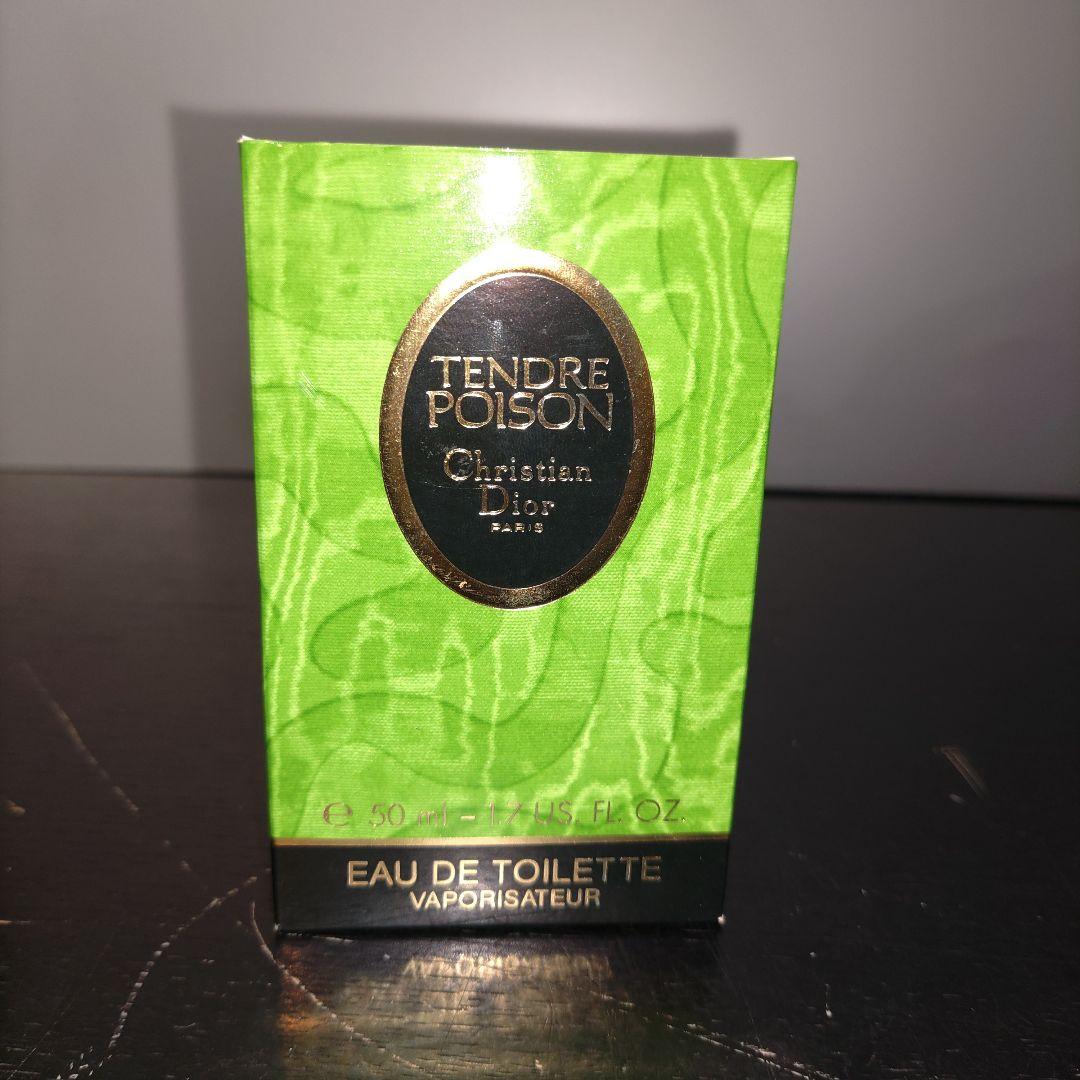 TENDRE
POISON
Christian
Dior
PARIS
℮ 50 ml - 1.7 US. FL. OZ.
EAU DE TOILETTE
VAPORISATEUR